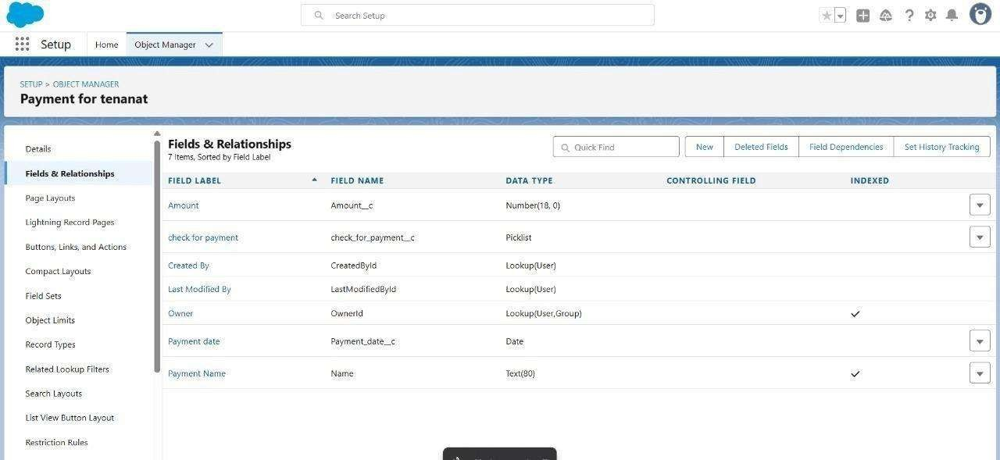 Search Setup
Setup
Home
Object Manager
SETUP > OBJECT MANAGER
Payment for tenanat
Details
Fields & Relationships
Page Layouts
Lightning Record Pages
Buttons, Links, and Actions
Compact Layouts
Field Sets
Object Limits
Record Types
Related Lookup Filters
Search Layouts
List View Button Layout
Restriction Rules
Fields & Relationships
7 Items, Sorted by Field Label
Quick Find
New
Deleted Fields
Field Dependencies
Set History Tracking
FIELD LABEL FIELD NAME DATA TYPE CONTROLLING FIELD INDEXED
Amount Amount__c Number(18, 0)
check for payment check_for_payment__c Picklist
Created By CreatedById Lookup(User)
Last Modified By LastModifiedById Lookup(User)
Owner OwnerId Lookup(User,Group)
Payment date Payment_date__c Date
Payment Name Name Text(80)